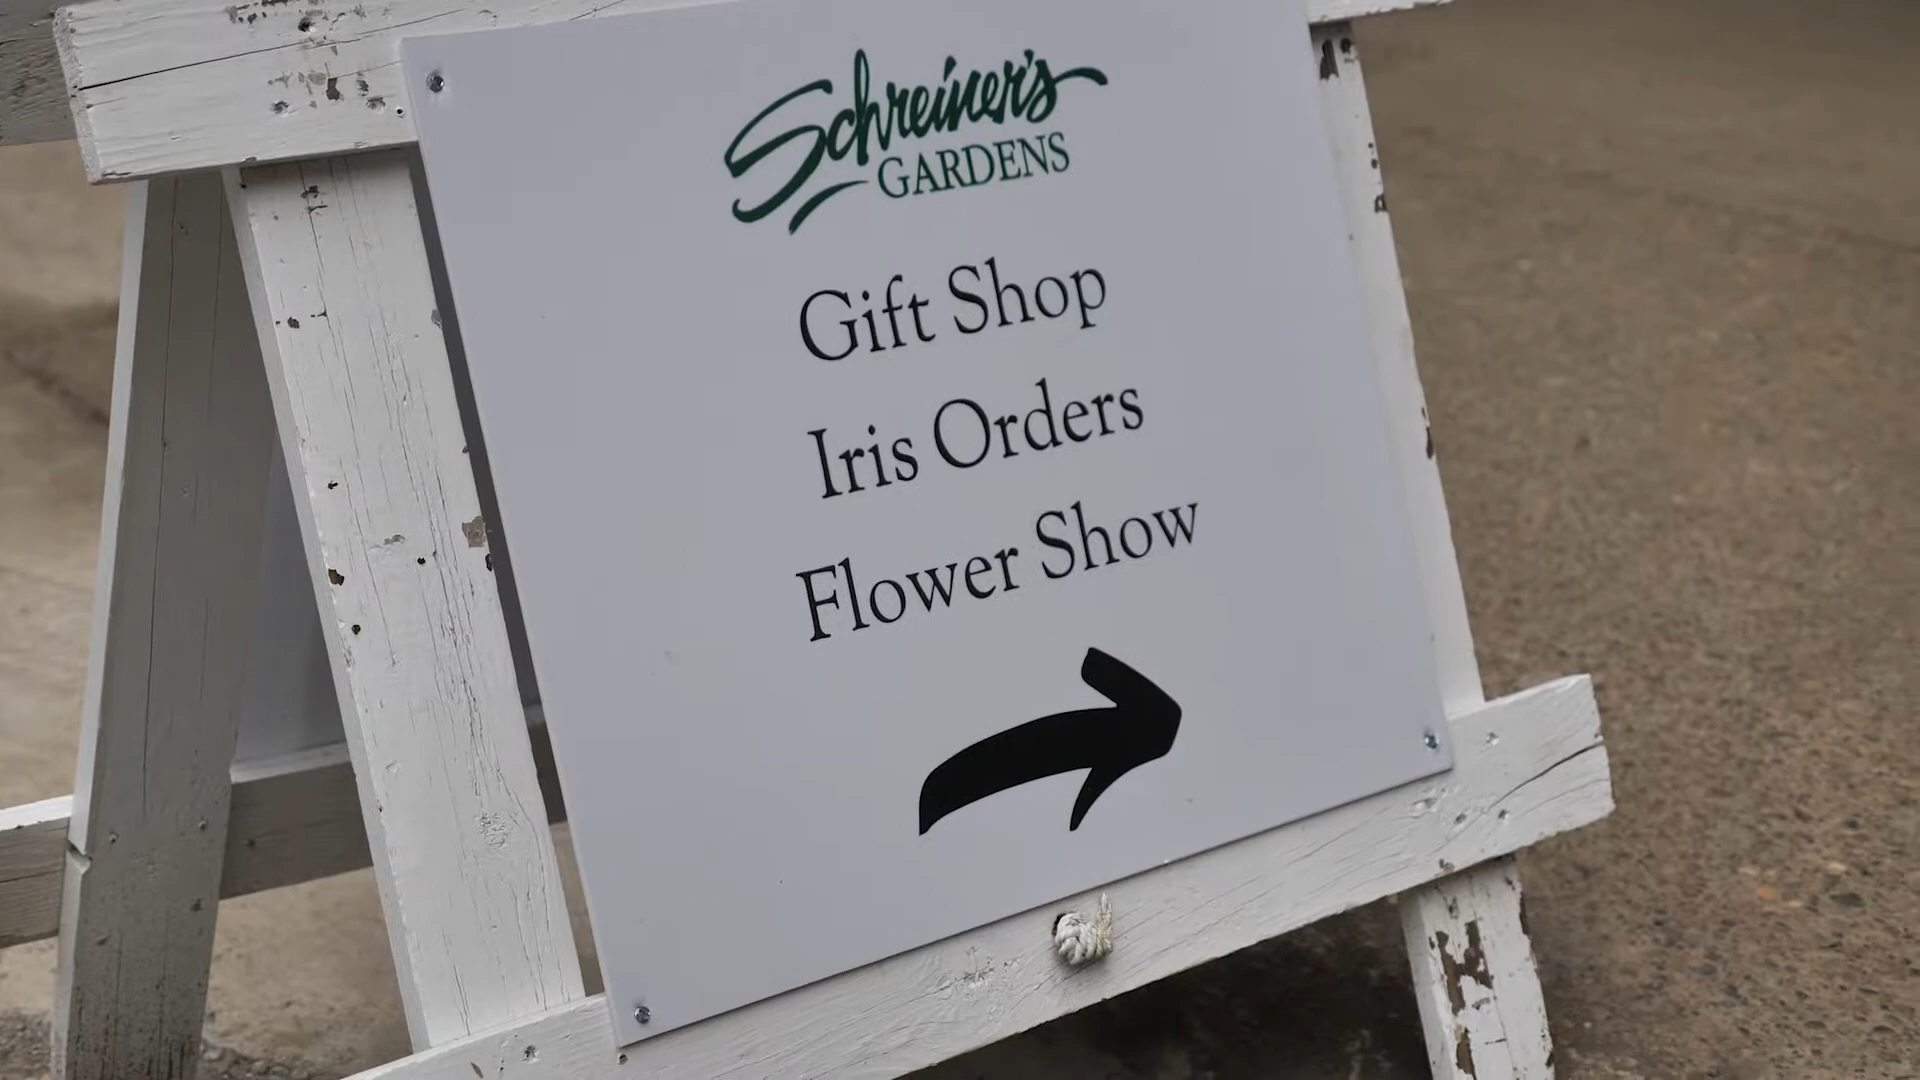 Schreiner's
GARDENS
Gift Shop
Iris Orders
Flower Show